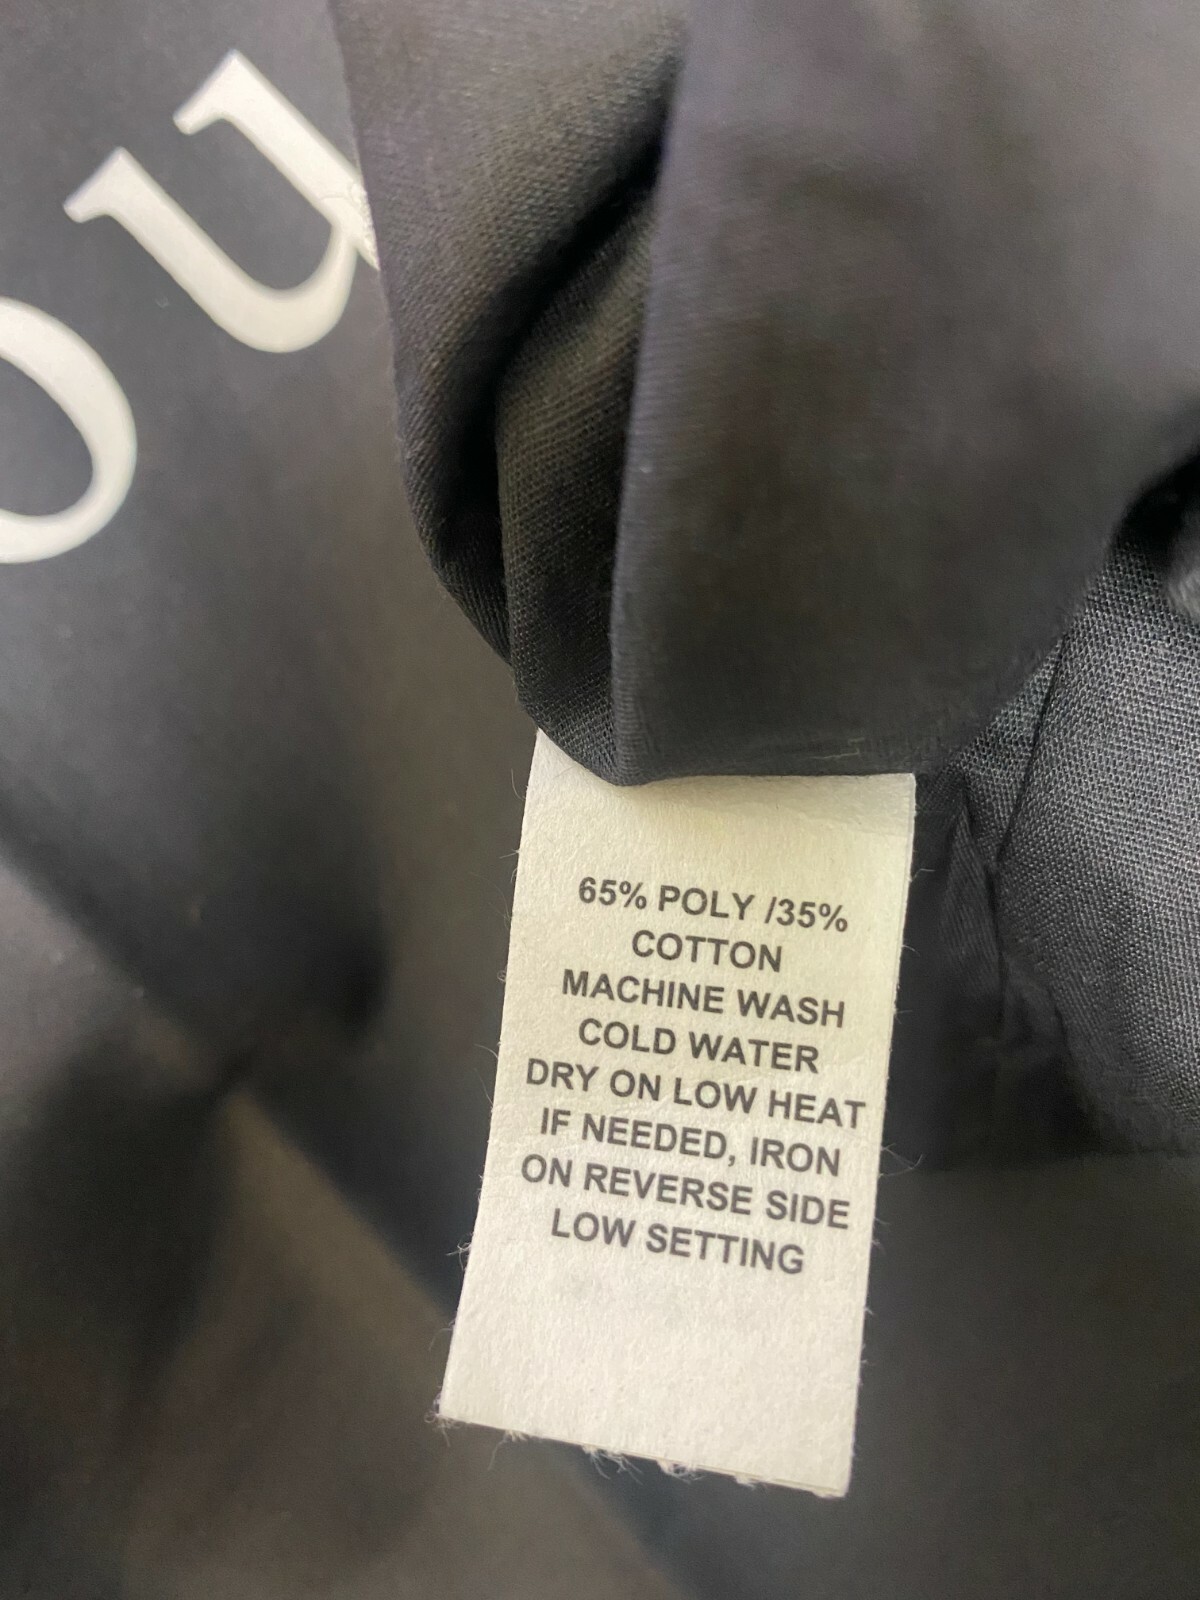 ou
65% POLY /35%
COTTON
MACHINE WASH
COLD WATER
DRY ON LOW HEAT
IF NEEDED, IRON
ON REVERSE SIDE
LOW SETTING